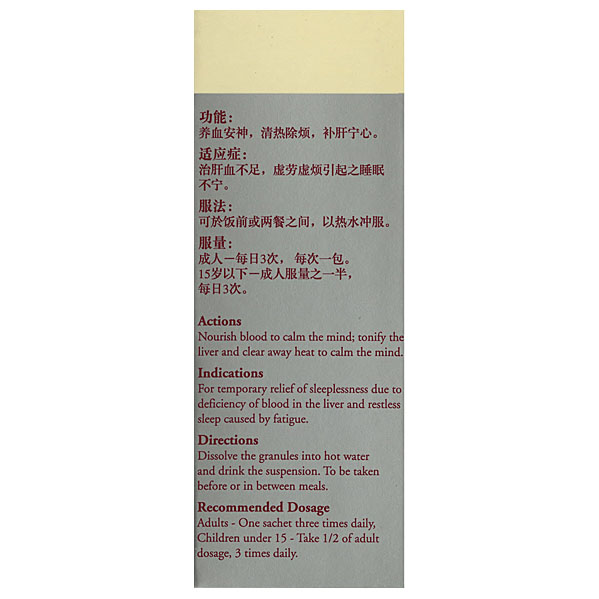 功能：
养血安神，清热除烦，补肝宁心。
适应症：
治肝血不足，虚劳虚烦引起之睡眠
不宁。
服法：
可於饭前或两餐之间，以热水冲服。
服量：
成人－每日3次， 每次一包。
15岁以下－成人服量之一半，
每日3次。
Actions
Nourish blood to calm the mind; tonify the
liver and clear away heat to calm the mind.
Indications
For temporary relief of sleeplessness due to
deficiency of blood in the liver and restless
sleep caused by fatigue.
Directions
Dissolve the granules into hot water
and drink the suspension. To be taken
before or in between meals.
Recommended Dosage
Adults - One sachet three times daily,
Children under 15 - Take 1/2 of adult
dosage, 3 times daily.